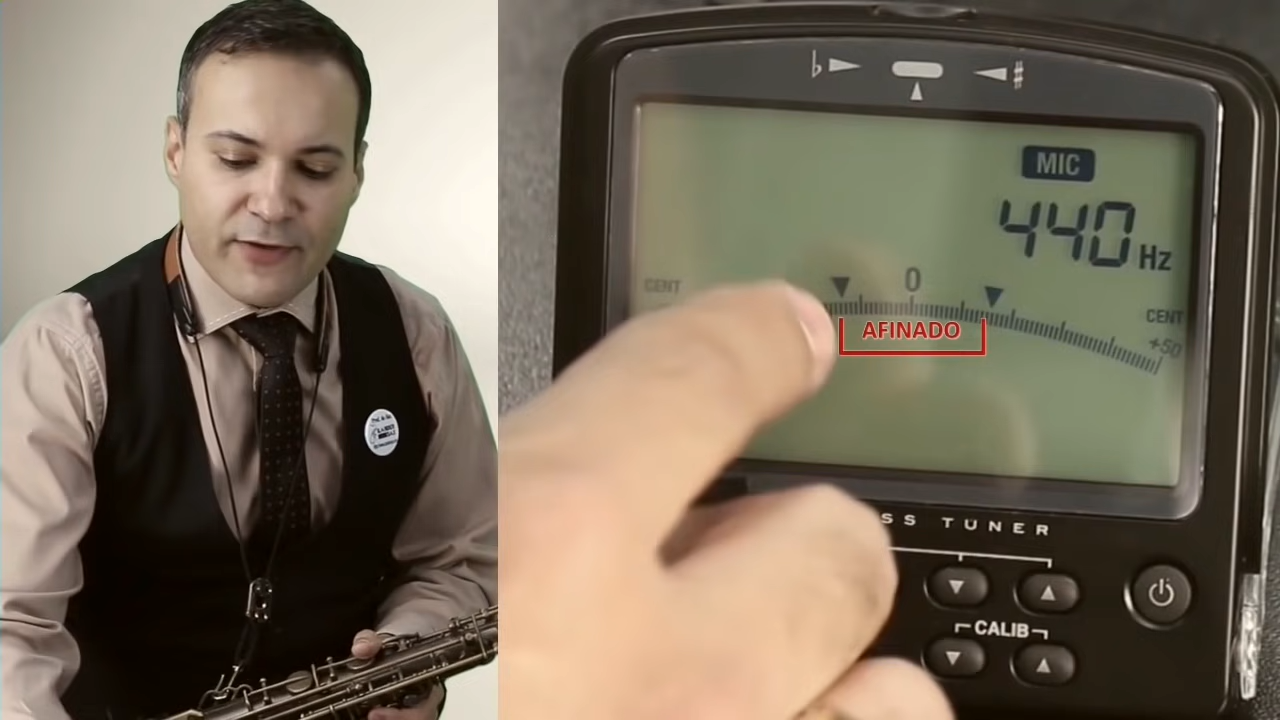 ♭ ♯
MIC
440 Hz
0
CENT
CENT
+50
AFINADO
SS TUNER
CALIB